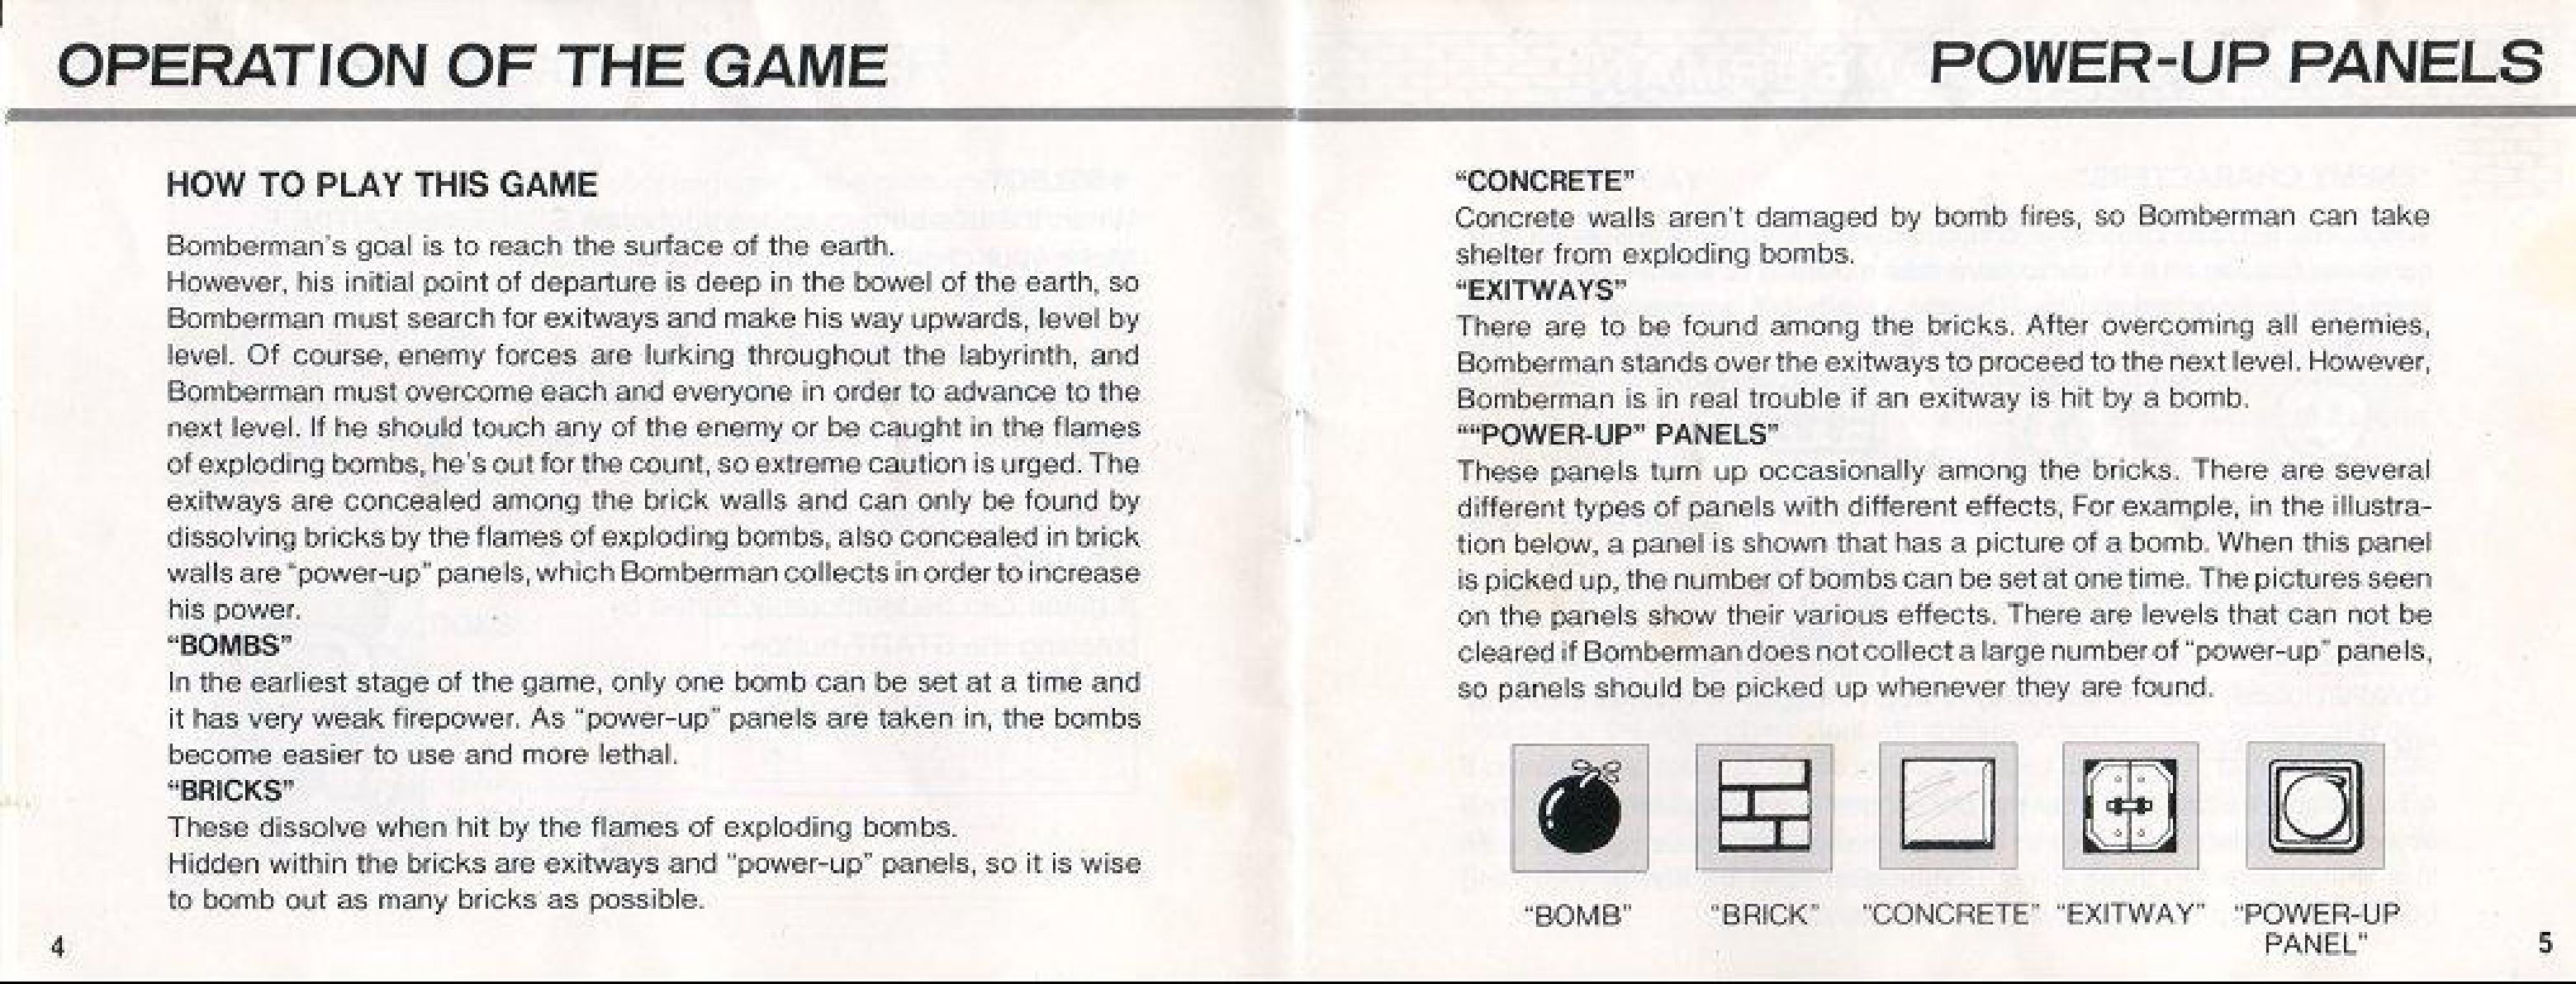 OPERATION OF THE GAME
HOW TO PLAY THIS GAME
Bomberman's goal is to reach the surface of the earth.
However, his initial point of departure is deep in the bowel of the earth, so
Bomberman must search for exitways and make his way upwards, level by
level. Of course, enemy forces are lurking throughout the labyrinth, and
Bomberman must overcome each and everyone in order to advance to the
next level. If he should touch any of the enemy or be caught in the flames
of exploding bombs, he's out for the count, so extreme caution is urged. The
exitways are concealed among the brick walls and can only be found by
dissolving bricks by the flames of exploding bombs, also concealed in brick
walls are "power-up" panels, which Bomberman collects in order to increase
his power.
"BOMBS"
In the earliest stage of the game, only one bomb can be set at a time and
it has very weak firepower. As "power-up" panels are taken in, the bombs
become easier to use and more lethal.
"BRICKS"
These dissolve when hit by the flames of exploding bombs.
Hidden within the bricks are exitways and "power-up" panels, so it is wise
to bomb out as many bricks as possible.
4
POWER-UP PANELS
"CONCRETE"
Concrete walls aren't damaged by bomb fires, so Bomberman can take
shelter from exploding bombs.
"EXITWAYS"
There are to be found among the bricks. After overcoming all enemies,
Bomberman stands over the exitways to proceed to the next level. However,
Bomberman is in real trouble if an exitway is hit by a bomb.
""POWER-UP" PANELS"
These panels turn up occasionally among the bricks. There are several
different types of panels with different effects, For example, in the illustra-
tion below, a panel is shown that has a picture of a bomb. When this panel
is picked up, the number of bombs can be set at one time. The pictures seen
on the panels show their various effects. There are levels that can not be
cleared if Bomberman does not collect a large number of "power-up" panels,
so panels should be picked up whenever they are found.
"BOMB" "BRICK" "CONCRETE" "EXITWAY" "POWER-UP
PANEL"
5